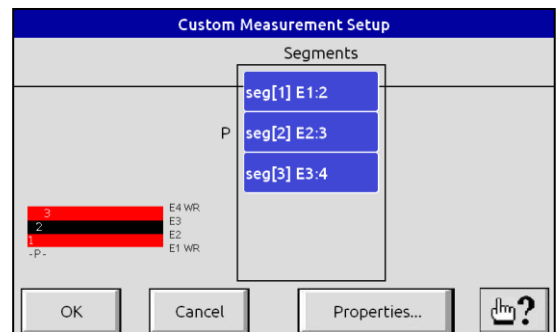 Custom Measurement Setup
Segments
seg[1] E1:2
P seg[2] E2:3
seg[3] E3:4
3 E4 WR
2 E3
E2
1 E1 WR
-P-
OK Cancel Properties... ?